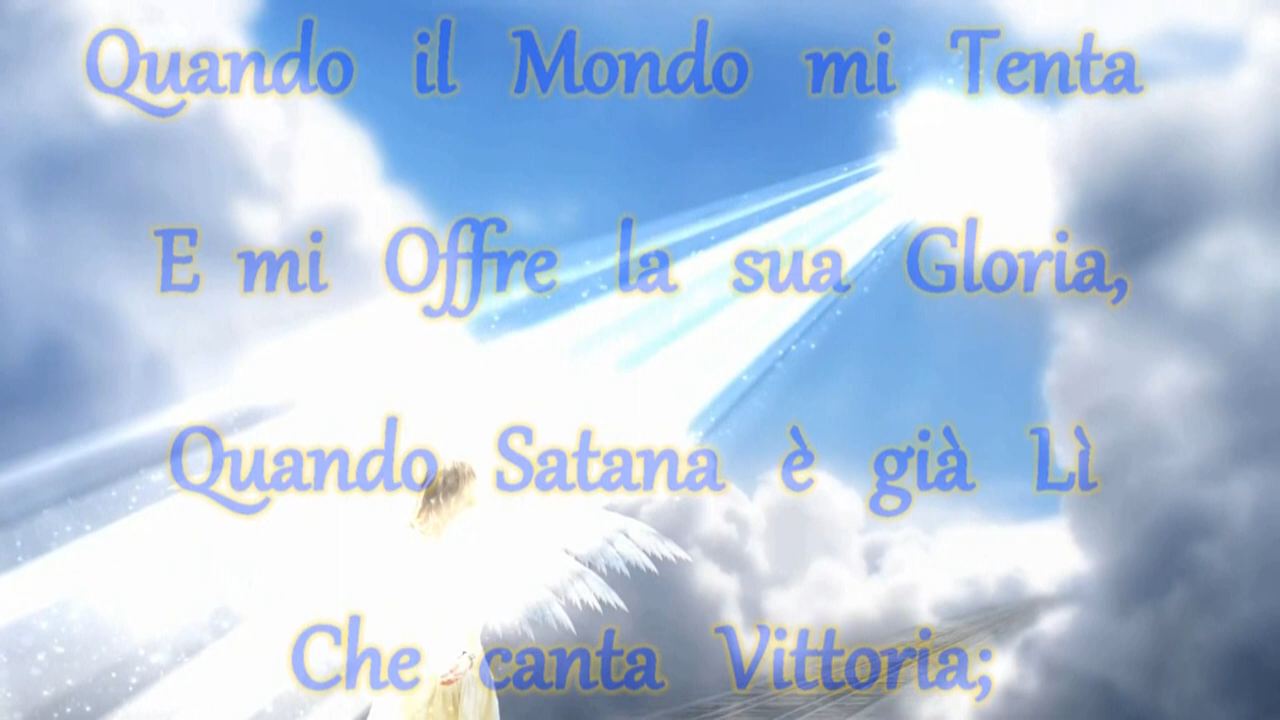 Quando il Mondo mi Tenta
E mi Offre la sua Gloria,
Quando Satana è già Lì
Che canta Vittoria;